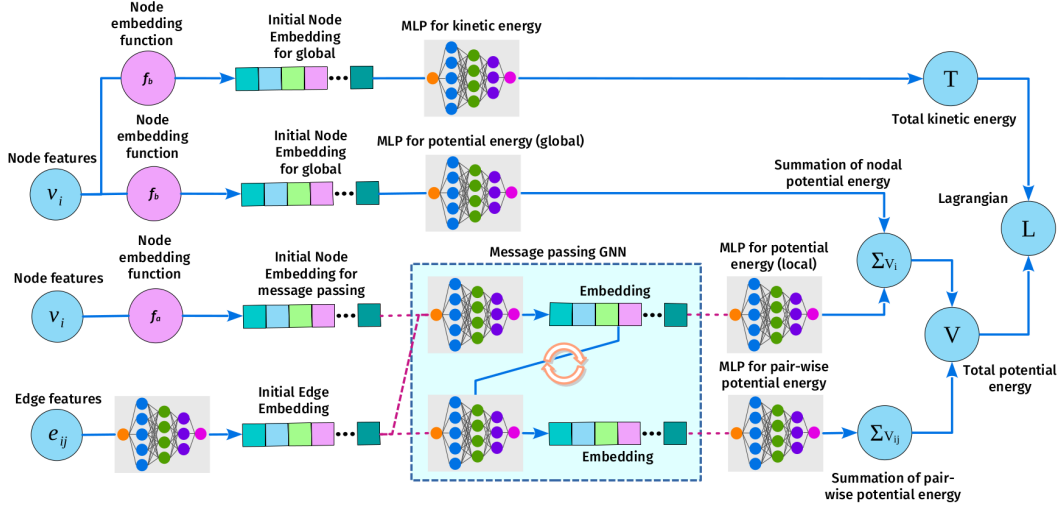 Node
embedding
function
Initial Node
Embedding
for global
MLP for kinetic energy
f_b
T
Total kinetic energy
Node
embedding
function
Initial Node
Embedding
for global
MLP for potential energy (global)
Summation of nodal
potential energy
Node features
v_i
f_b
Lagrangian
L
Node
embedding
function
Initial Node
Embedding for
message passing
Message passing GNN
MLP for potential
energy (local)
ΣV_i
Node features
v_i
f_a
Embedding
V
Total potential
energy
Edge features
e_ij
Initial Edge
Embedding
Embedding
MLP for pair-wise
potential energy
ΣV_ij
Summation of pair-
wise potential energy